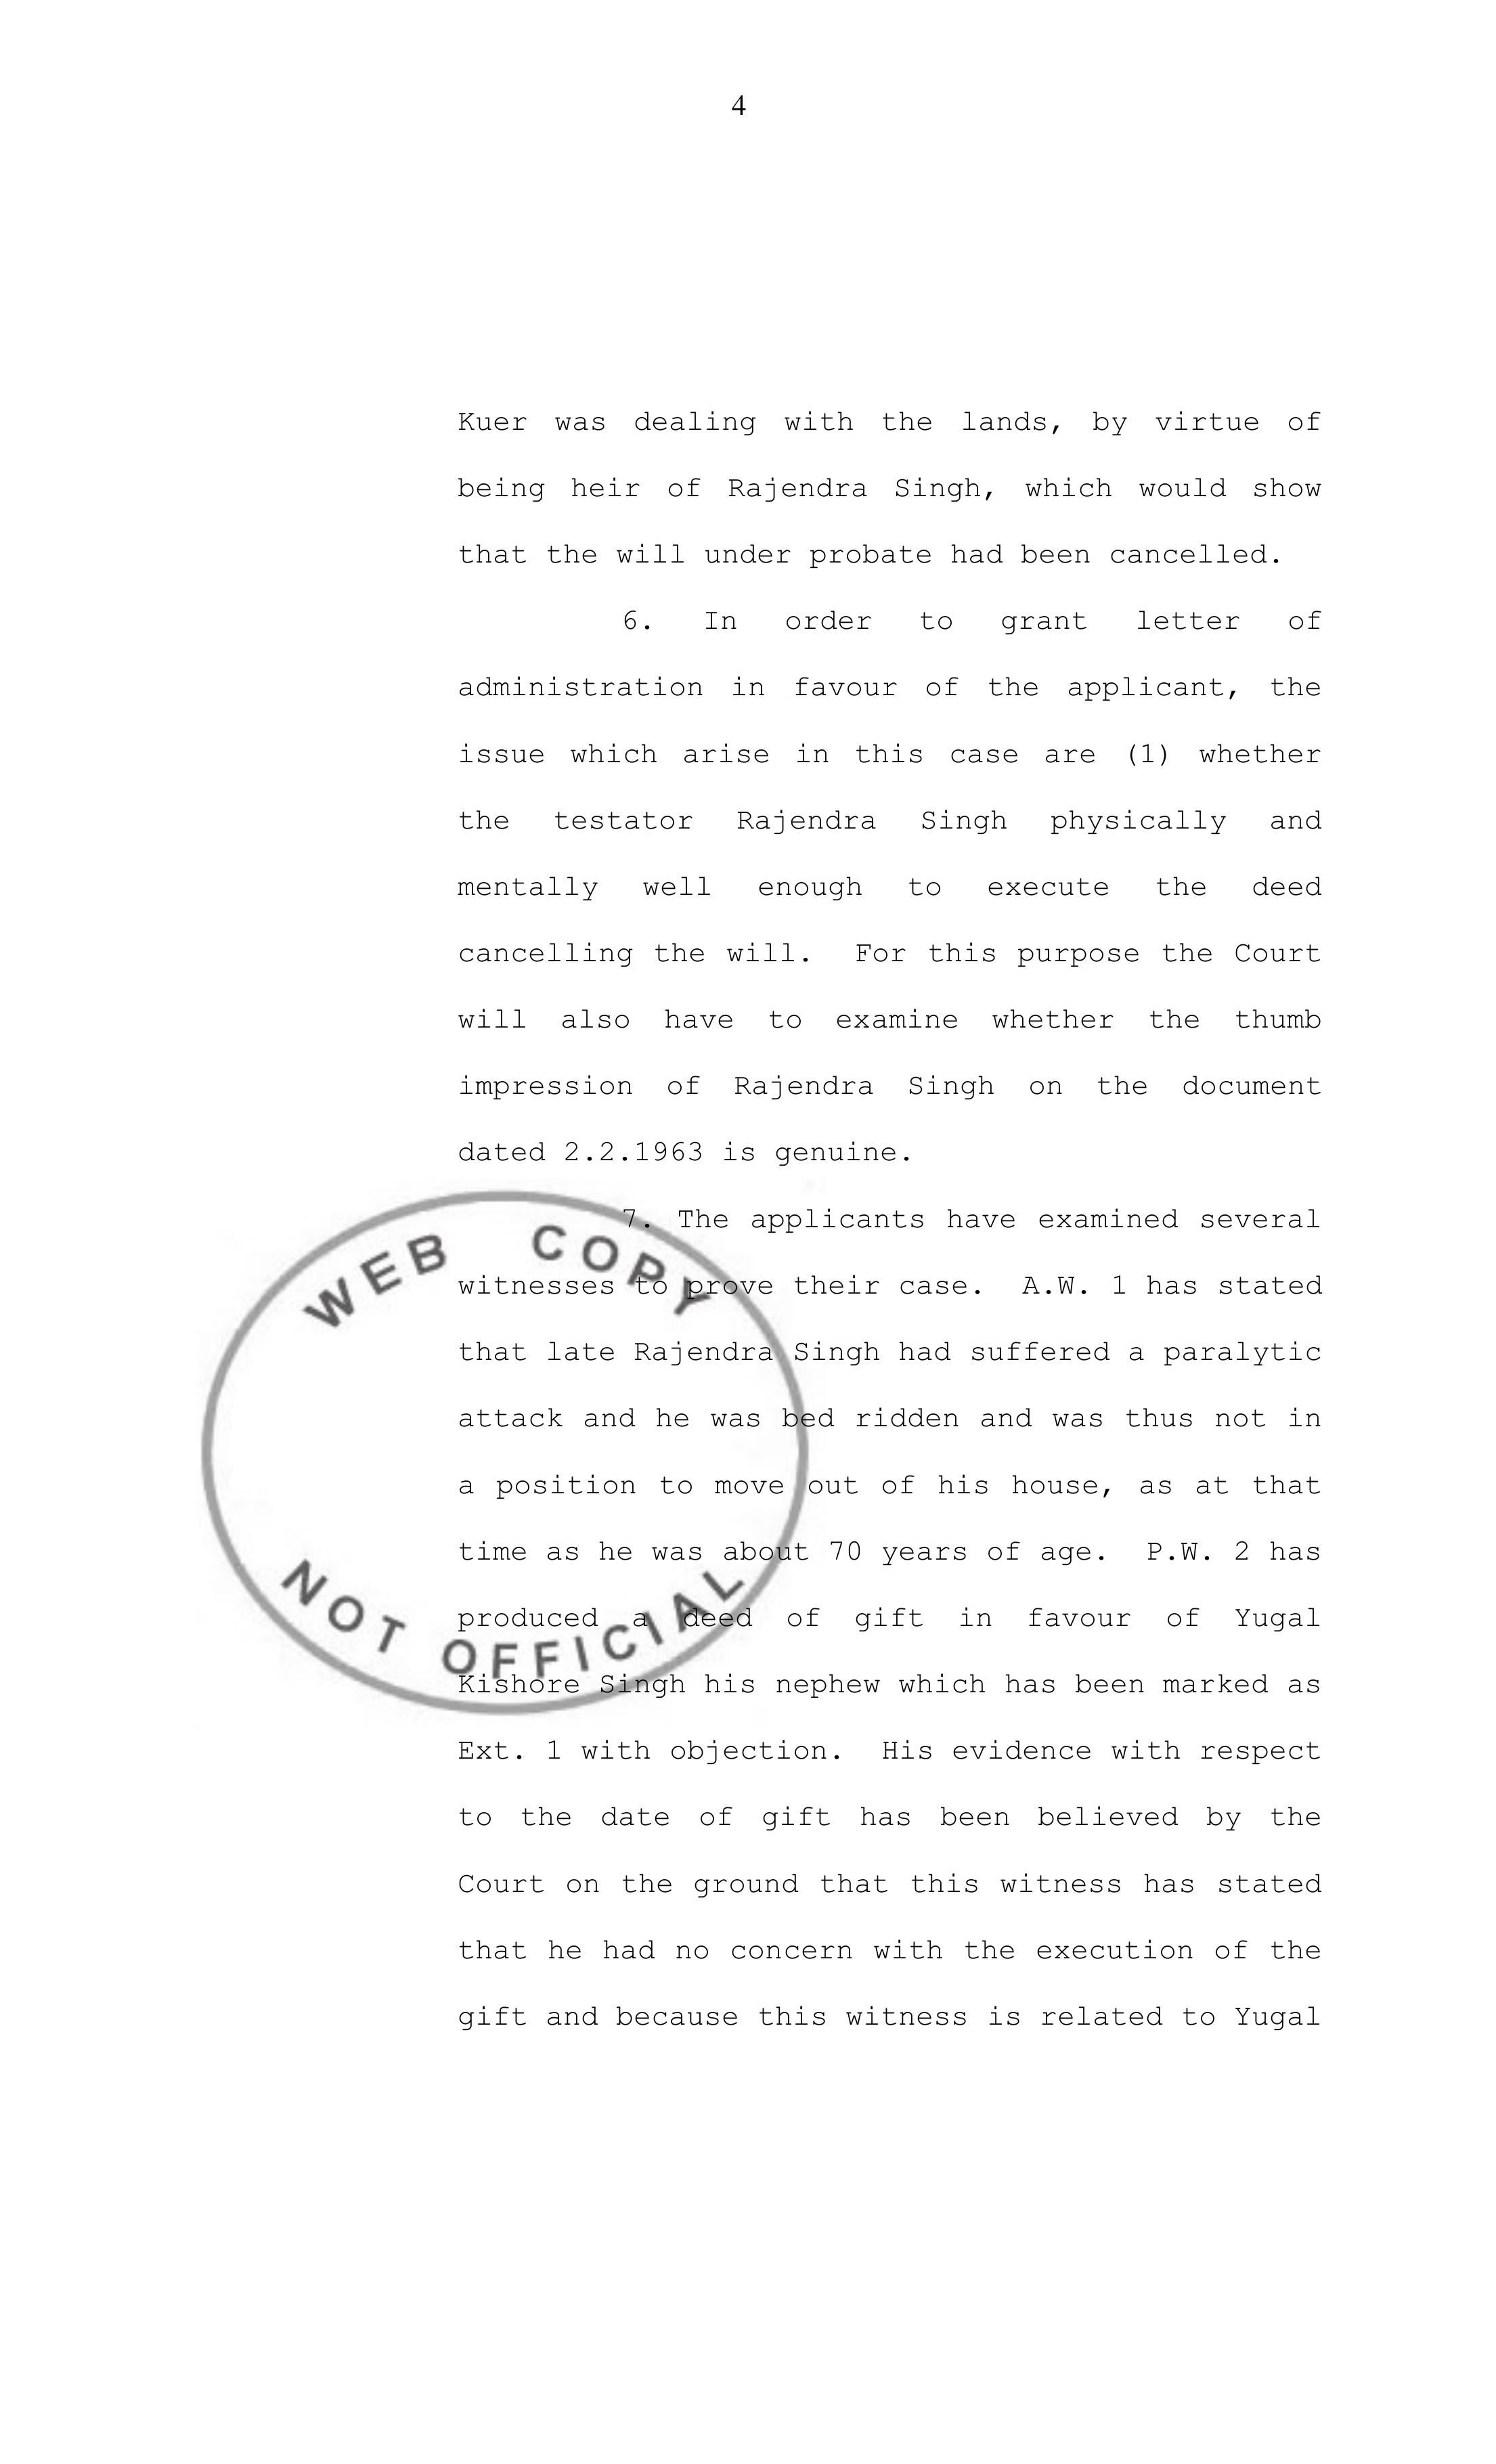 4
Kuer was dealing with the lands, by virtue of
being heir of Rajendra Singh, which would show
that the will under probate had been cancelled.
6. In order to grant letter of
administration in favour of the applicant, the
issue which arise in this case are (1) whether
the testator Rajendra Singh physically and
mentally well enough to execute the deed
cancelling the will. For this purpose the Court
will also have to examine whether the thumb
impression of Rajendra Singh on the document
dated 2.2.1963 is genuine.
7. The applicants have examined several
witnesses to prove their case. A.W. 1 has stated
that late Rajendra Singh had suffered a paralytic
attack and he was bed ridden and was thus not in
a position to move out of his house, as at that
time as he was about 70 years of age. P.W. 2 has
produced a deed of gift in favour of Yugal
Kishore Singh his nephew which has been marked as
Ext. 1 with objection. His evidence with respect
to the date of gift has been believed by the
Court on the ground that this witness has stated
that he had no concern with the execution of the
gift and because this witness is related to Yugal
WEB COPY
NOT OFFICIAL